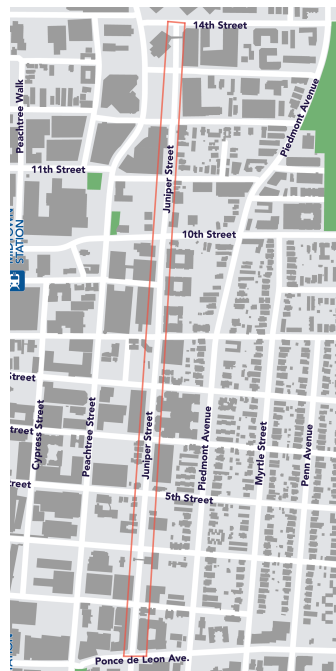 14th Street
Peachtree Walk
Piedmont Avenue
11th Street
Juniper Street
10th Street
STATION
Street
Cypress Street
Peachtree Street
Juniper Street
Piedmont Avenue
Myrtle Street
Penn Avenue
5th Street
Ponce de Leon Ave.